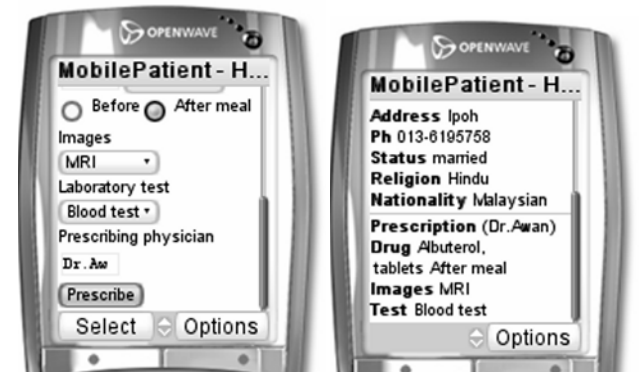 OPENWAVE
MobilePatient - H...
Before After meal
Images
MRI
Laboratory test
Blood test
Prescribing physician
Dr.Aw
Prescribe
Select Options
OPENWAVE
MobilePatient - H...
Address Ipoh
Ph 013-6195758
Status married
Religion Hindu
Nationality Malaysian
Prescription (Dr.Awan)
Drug Albuterol,
tablets After meal
Images MRI
Test Blood test
Options